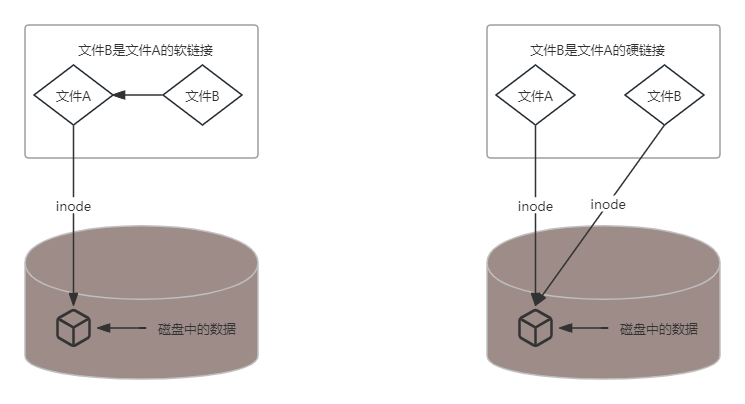 文件B是文件A的软链接
文件A
文件B
inode
磁盘中的数据
文件B是文件A的硬链接
文件A
文件B
inode
inode
磁盘中的数据